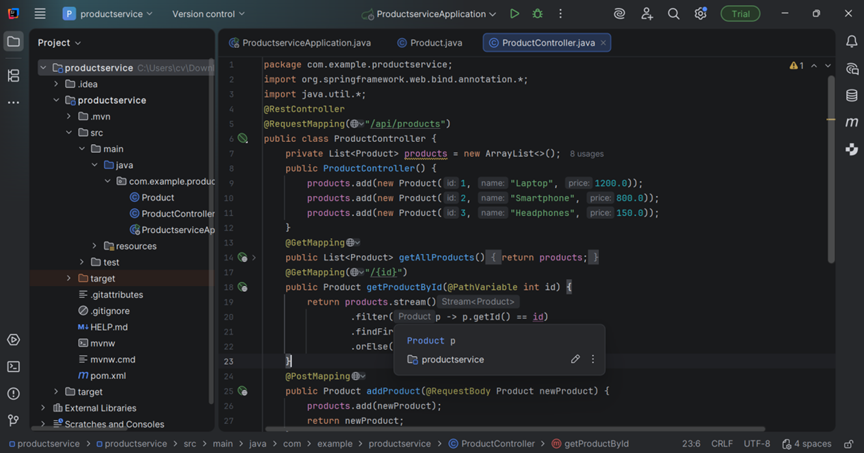 P productservice Version control ProductserviceApplication Trial
Project
ProductserviceApplication.java Product.java ProductController.java
productservice C:\Users\cv\Downl
.idea
productservice
.mvn
src
main
java
com.example.produc
Product
ProductController
ProductserviceAp
resources
test
target
.gitattributes
.gitignore
M↓ HELP.md
mvnw
mvnw.cmd
m pom.xml
target
External Libraries
Scratches and Consoles
1 package com.example.productservice;
2 import org.springframework.web.bind.annotation.*;
3 import java.util.*;
4 @RestController
5 @RequestMapping("/api/products")
6 public class ProductController {
7 private List<Product> products = new ArrayList<>(); 8 usages
8 public ProductController() {
9 products.add(new Product( id: 1, name: "Laptop", price: 1200.0));
10 products.add(new Product( id: 2, name: "Smartphone", price: 800.0));
11 products.add(new Product( id: 3, name: "Headphones", price: 150.0));
12 }
13 @GetMapping
14 public List<Product> getAllProducts() { return products; }
17 @GetMapping("/{id}")
18 public Product getProductById(@PathVariable int id) {
19 return products.stream() Stream<Product>
20 .filter( Product p -> p.getId() == id)
21 .findFir
22 .orElse(
23 }
24 @PostMapping
25 public Product addProduct(@RequestBody Product newProduct) {
26 products.add(newProduct);
27 return newProduct;
Product p
productservice
1
m
productservice > productservice > src > main > java > com > example > productservice > ProductController > getProductById 23:6 CRLF UTF-8 4 spaces